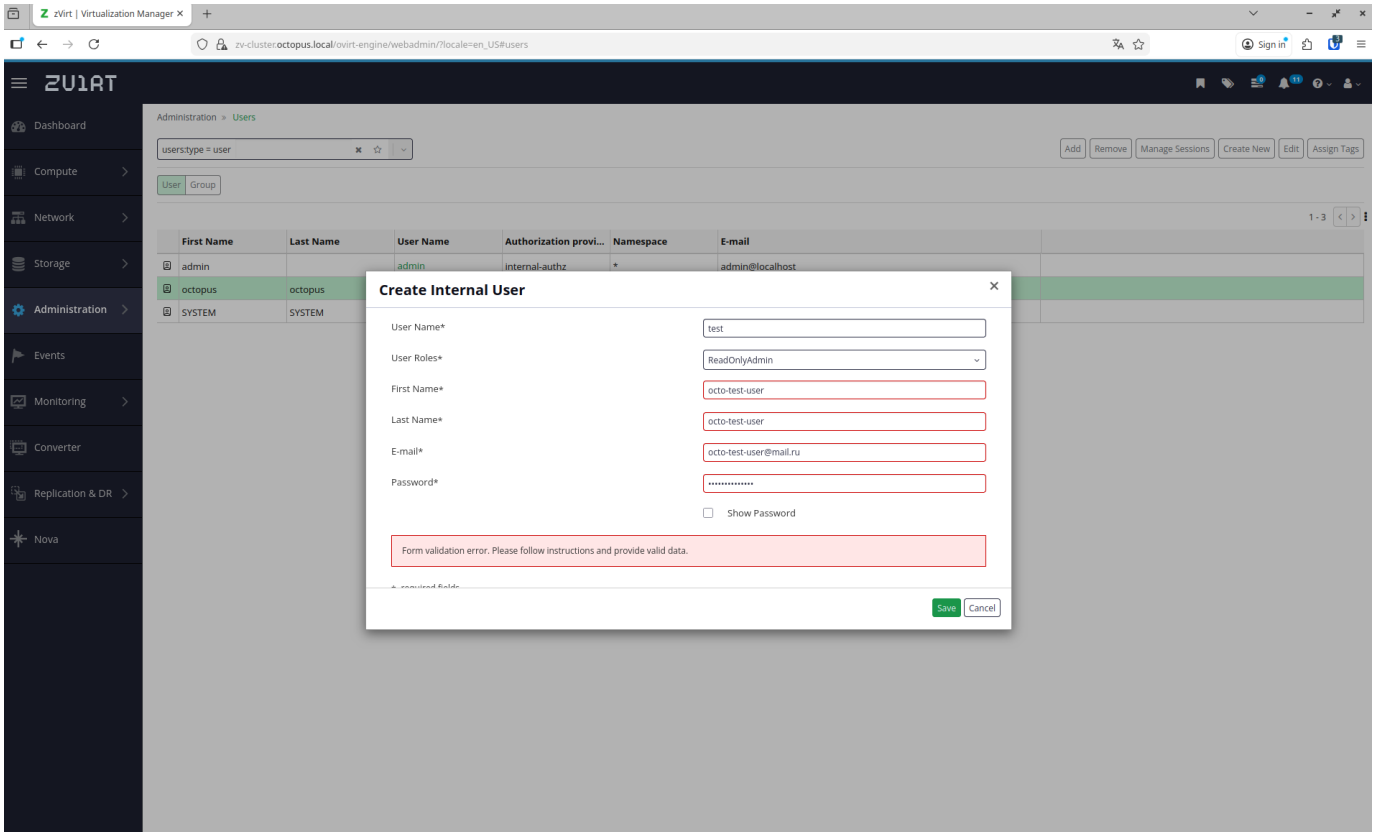 zVirt | Virtualization Manager
zv-cluster.octopus.local/ovirt-engine/webadmin/?locale=en_US#users
Sign in
3
ZVIRT
0
11
Dashboard
Compute
Network
Storage
Administration
Events
Monitoring
Converter
Replication & DR
Nova
Administration » Users
users:type = user
Add Remove Manage Sessions Create New Edit Assign Tags
User Group
1 - 3
First Name Last Name User Name Authorization provi... Namespace E-mail
admin admin internal-authz * admin@localhost
octopus octopus
SYSTEM SYSTEM
Create Internal User
User Name* test
User Roles* ReadOnlyAdmin
First Name* octo-test-user
Last Name* octo-test-user
E-mail* octo-test-user@mail.ru
Password* ••••••••••••••
Show Password
Form validation error. Please follow instructions and provide valid data.
* required fields
Save Cancel